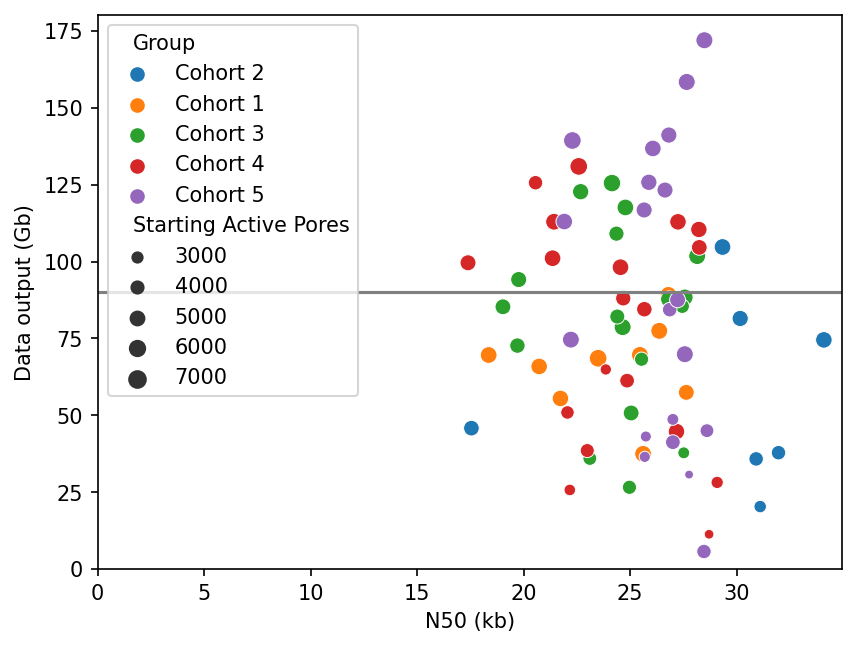 175
150
125
100
75
50
25
0
Data output (Gb)
Group
Cohort 2
Cohort 1
Cohort 3
Cohort 4
Cohort 5
Starting Active Pores
3000
4000
5000
6000
7000
0 5 10 15 20 25 30
N50 (kb)